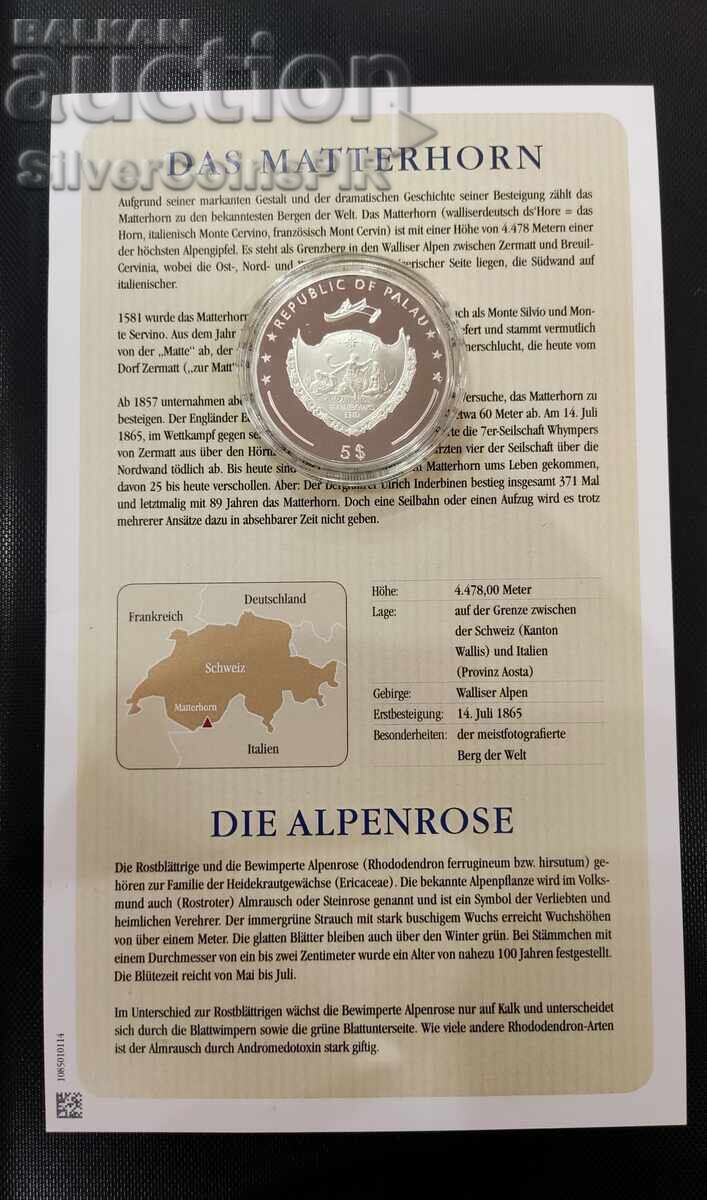 BALKAN
auction
SilverCoinsPIK
DAS MATTERHORN
Aufgrund seiner markanten Gestalt und der dramatischen Geschichte seiner Besteigung zählt das
Matterhorn zu den bekanntesten Bergen der Welt. Das Matterhorn (walliserdeutsch ds'Hore = das
Horn, italienisch Monte Cervino, französisch Mont Cervin) ist mit einer Höhe von 4.478 Metern einer
der höchsten Alpengipfel. Es steht als Grenzberg in den Walliser Alpen zwischen Zermatt und Breuil-
Cervinia, wobei die Ost-, Nord- und Seite liegen, die Südwand auf
italienischer.
1581 wurde das Matterhorn uch als Monte Silvio und Mon-
te Servino. Aus dem Jahr efert und stammt vermutlich
von der „Matte" ab, der nerschlucht, die heute vom
Dorf Zermatt („zur Matt"
Ab 1857 unternahmen Versuche, das Matterhorn zu
besteigen. Der Engländer etwa 60 Meter ab. Am 14. Juli
1865, im Wettkampf gegen te die 7er-Seilschaft Whympers
von Zermatt aus über den rzten vier der Seilschaft über die
Nordwand tödlich ab. Bis heute sind Matterhorn ums Leben gekommen,
davon 25 bis heute verschollen. Aber: Der Bergführer Ulrich Inderbinen bestieg insgesamt 371 Mal
und letztmalig mit 89 Jahren das Matterhorn. Doch eine Seilbahn oder einen Aufzug wird es trotz
mehrerer Ansätze dazu in absehbarer Zeit nicht geben.
REPUBLIC OF PALAU
RAINBOW'S
END
5$
Deutschland
Frankreich
Schweiz
Matterhorn
Italien
Höhe: 4.478,00 Meter
Lage: auf der Grenze zwischen
der Schweiz (Kanton
Wallis) und Italien
(Provinz Aosta)
Gebirge: Walliser Alpen
Erstbesteigung: 14. Juli 1865
Besonderheiten: der meistfotografierte
Berg der Welt
DIE ALPENROSE
Die Rostblättrige und die Bewimperte Alpenrose (Rhododendron ferrugineum bzw. hirsutum) ge-
hören zur Familie der Heidekrautgewächse (Ericaceae). Die bekannte Alpenpflanze wird im Volks-
mund auch (Rostroter) Almrausch oder Steinrose genannt und ist ein Symbol der Verliebten und
heimlichen Verehrer. Der immergrüne Strauch mit stark buschigem Wuchs erreicht Wuchshöhen
von über einem Meter. Die glatten Blätter bleiben auch über den Winter grün. Bei Stämmchen mit
einem Durchmesser von ein bis zwei Zentimeter wurde ein Alter von nahezu 100 Jahren festgestellt.
Die Blütezeit reicht von Mai bis Juli.
Im Unterschied zur Rostblättrigen wächst die Bewimperte Alpenrose nur auf Kalk und unterscheidet
sich durch die Blattwimpern sowie die grüne Blattunterseite. Wie viele andere Rhododendron-Arten
ist der Almrausch durch Andromedotoxin stark giftig.
1085010114